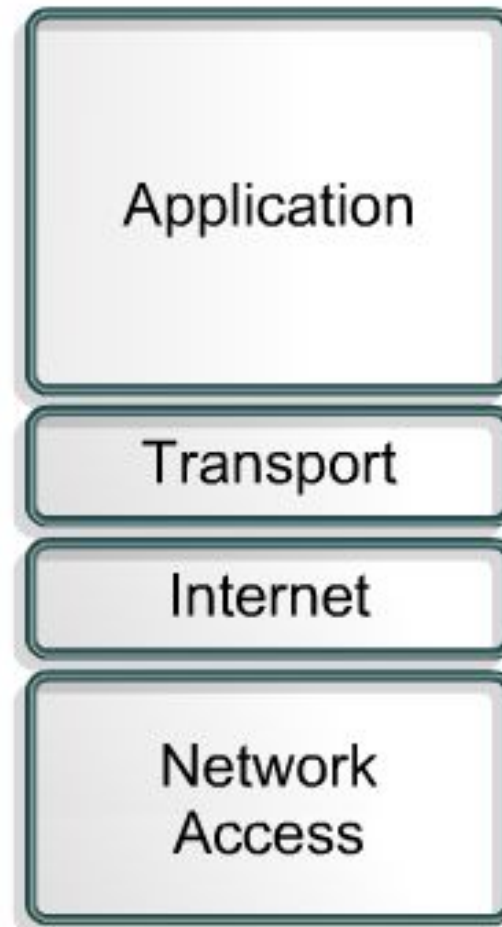 Application
Transport
Internet
Network
Access